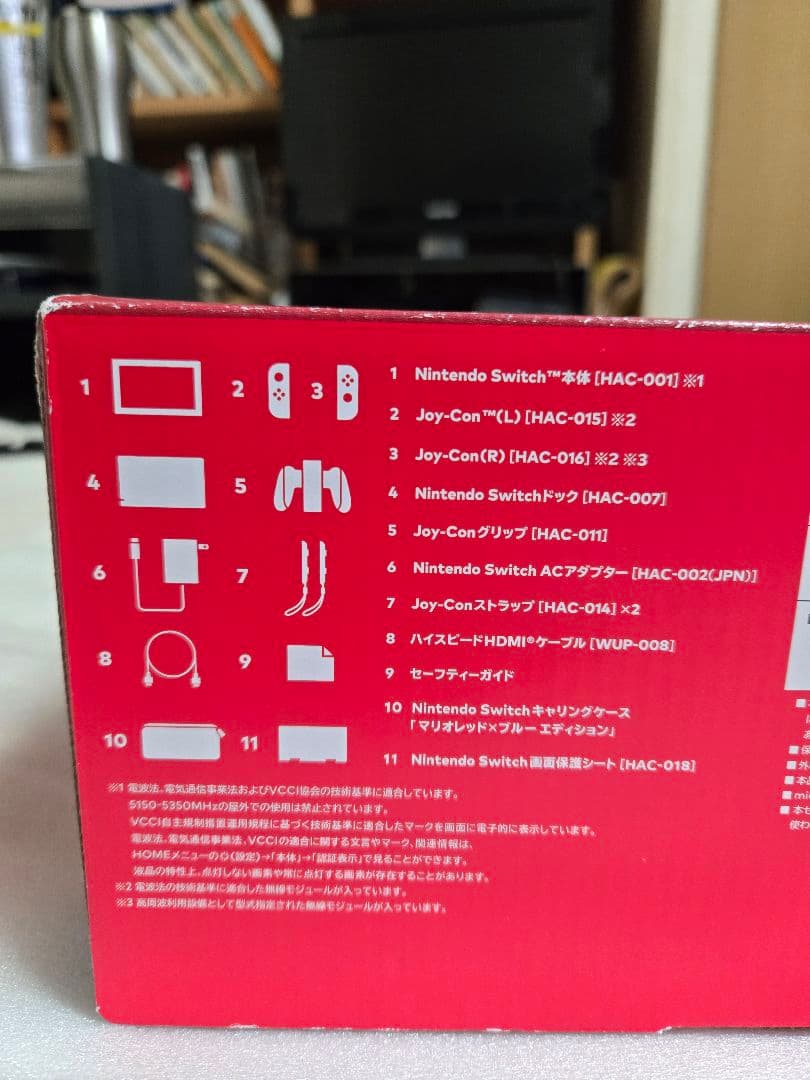 1 Nintendo Switch™本体 [HAC-001] ※1
2 Joy-Con™(L) [HAC-015] ※2
3 Joy-Con(R) [HAC-016] ※2 ※3
4 Nintendo Switchドック [HAC-007]
5 Joy-Conグリップ [HAC-011]
6 Nintendo Switch ACアダプター [HAC-002(JPN)]
7 Joy-Conストラップ [HAC-014] ×2
8 ハイスピードHDMI®ケーブル [WUP-008]
9 セーフティーガイド
10 Nintendo Switchキャリングケース
「マリオレッド×ブルー エディション」
11 Nintendo Switch画面保護シート [HAC-018]
1
2
3
4
5
6
7
8
9
10
11
※1 電波法、電気通信事業法およびVCCI協会の技術基準に適合しています。
5150-5350MHzの屋外での使用は禁止されています。
VCCI自主規制措置運用規程に基づく技術基準に適合したマークを画面に電子的に表示しています。
電波法、電気通信事業法、VCCIの適合に関する文言やマーク、関連情報は、
HOMEメニューの(設定)→「本体」→「認証表示」で見ることができます。
液晶の特性上、点灯しない画素や常に点灯する画素が存在することがあります。
※2 電波法の技術基準に適合した無線モジュールが入っています。
※3 高周波利用設備として型式指定された無線モジュールが入っています。